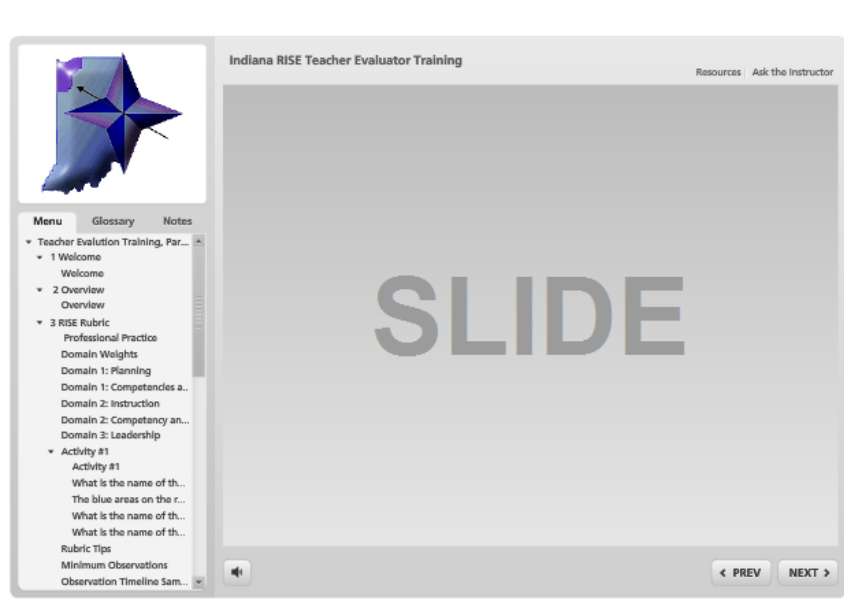 Indiana RISE Teacher Evaluator Training
Resources Ask the Instructor
Menu Glossary Notes
Teacher Evalution Training, Par...
1 Welcome
Welcome
2 Overview
Overview
3 RISE Rubric
Professional Practice
Domain Weights
Domain 1: Planning
Domain 1: Competencies a..
Domain 2: Instruction
Domain 2: Competency an...
Domain 3: Leadership
Activity #1
Activity #1
What is the name of th...
The blue areas on the r...
What is the name of th...
What is the name of th...
Rubric Tips
Minimum Observations
Observation Timeline Sam...
SLIDE
< PREV NEXT >